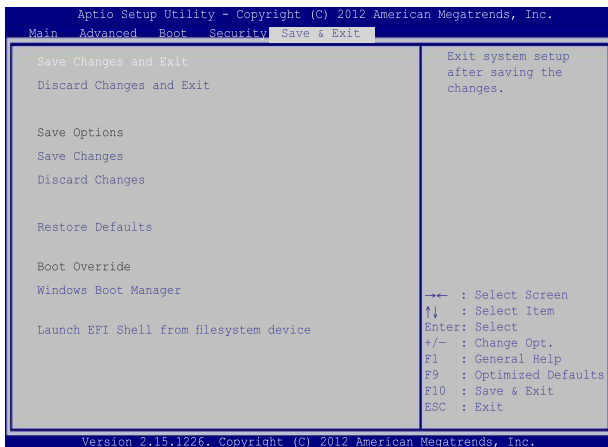 Aptio Setup Utility - Copyright (C) 2012 American Megatrends, Inc.
Main Advanced Boot Security Save & Exit
Save Changes and Exit
Discard Changes and Exit
Save Options
Save Changes
Discard Changes
Restore Defaults
Boot Override
Windows Boot Manager
Launch EFI Shell from filesystem device
Exit system setup
after saving the
changes.
→← : Select Screen
↑↓ : Select Item
Enter: Select
+/— : Change Opt.
F1 : General Help
F9 : Optimized Defaults
F10 : Save & Exit
ESC : Exit
Version 2.15.1226. Copyright (C) 2012 American Megatrends, Inc.